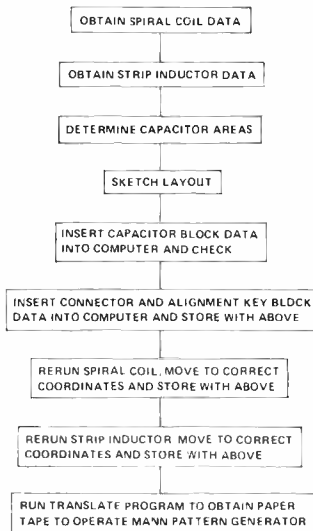 OBTAIN SPIRAL COIL DATA
OBTAIN STRIP INDUCTOR DATA
DETERMINE CAPACITOR AREAS
SKETCH LAYOUT
INSERT CAPACITOR BLOCK DATA
INTO COMPUTER AND CHECK
INSERT CONNECTOR AND ALIGNMENT KEY BLOCK
DATA INTO COMPUTER AND STORE WITH ABOVE
RERUN SPIRAL COIL, MOVE TO CORRECT
COORDINATES AND STORE WITH ABOVE
RERUN STRIP INDUCTOR MOVE TO CORRECT
COORDINATES AND STORE WITH ABOVE
RUN TRANSLATE PROGRAM TO OBTAIN PAPER
TAPE TO OPERATE MANN PATTERN GENERATOR